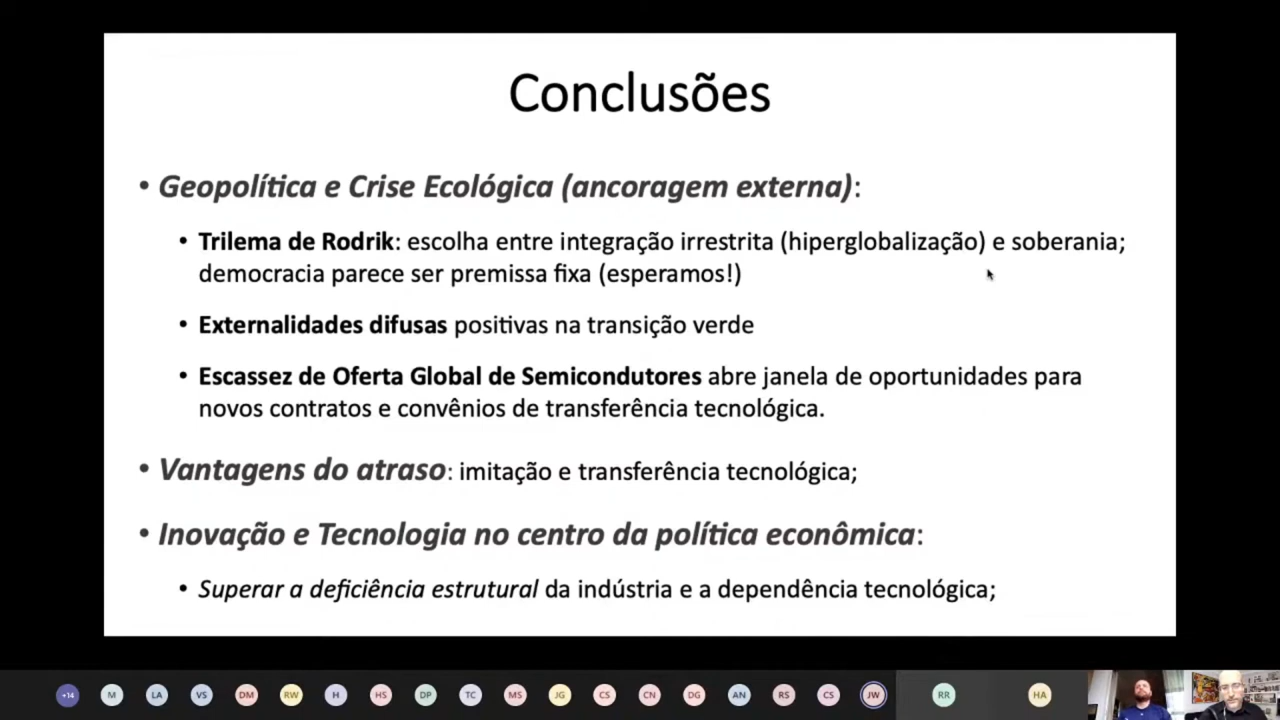 Conclusões
• Geopolítica e Crise Ecológica (ancoragem externa):
• Trilema de Rodrik: escolha entre integração irrestrita (hiperglobalização) e soberania;
democracia parece ser premissa fixa (esperamos!)
• Externalidades difusas positivas na transição verde
• Escassez de Oferta Global de Semicondutores abre janela de oportunidades para
novos contratos e convênios de transferência tecnológica.
• Vantagens do atraso: imitação e transferência tecnológica;
• Inovação e Tecnologia no centro da política econômica:
• Superar a deficiência estrutural da indústria e a dependência tecnológica;
+14 M LA VS DM RW H HS DP TC MS JG CS CN DG AN RS CS JW RR HA